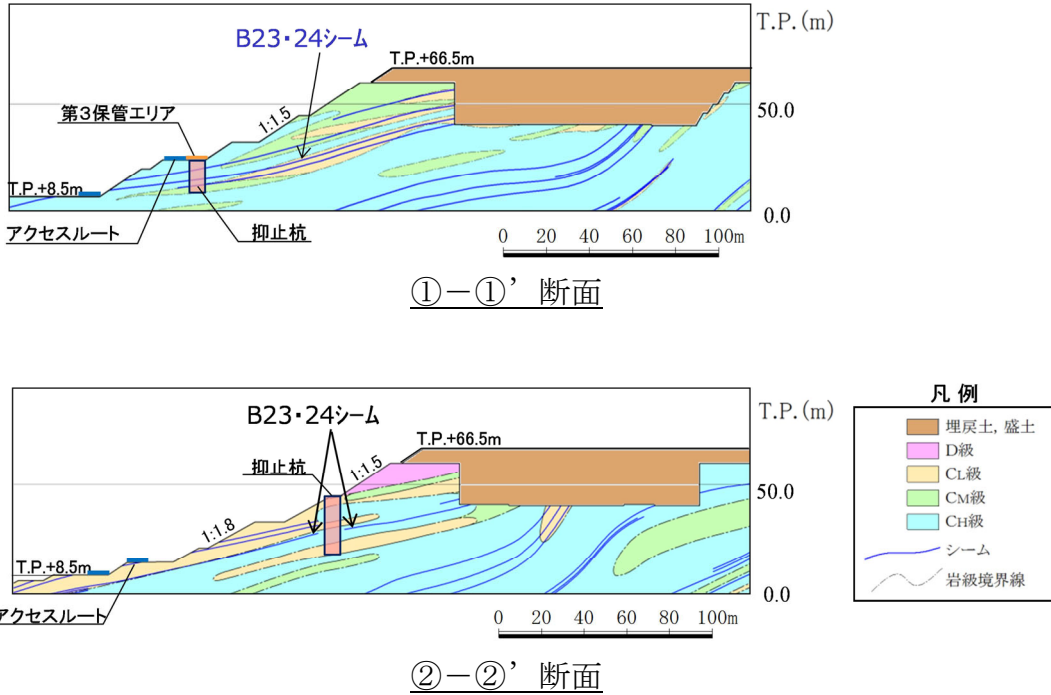 B23・24シーム
T.P.(m)
T.P.+66.5m
50.0
第3保管エリア
1:1.5
T.P.+8.5m
0.0
アクセスルート
抑止杭
0 20 40 60 80 100m
①－①’断面
凡 例
B23・24シーム
T.P.(m)
T.P.+66.5m
埋戻土, 盛土
D級
抑止杭
1:1.5
CL級
50.0
CM級
1:1.8
CH級
シーム
T.P.+8.5m
岩級境界線
0.0
アクセスルート
0 20 40 60 80 100m
②－②’断面